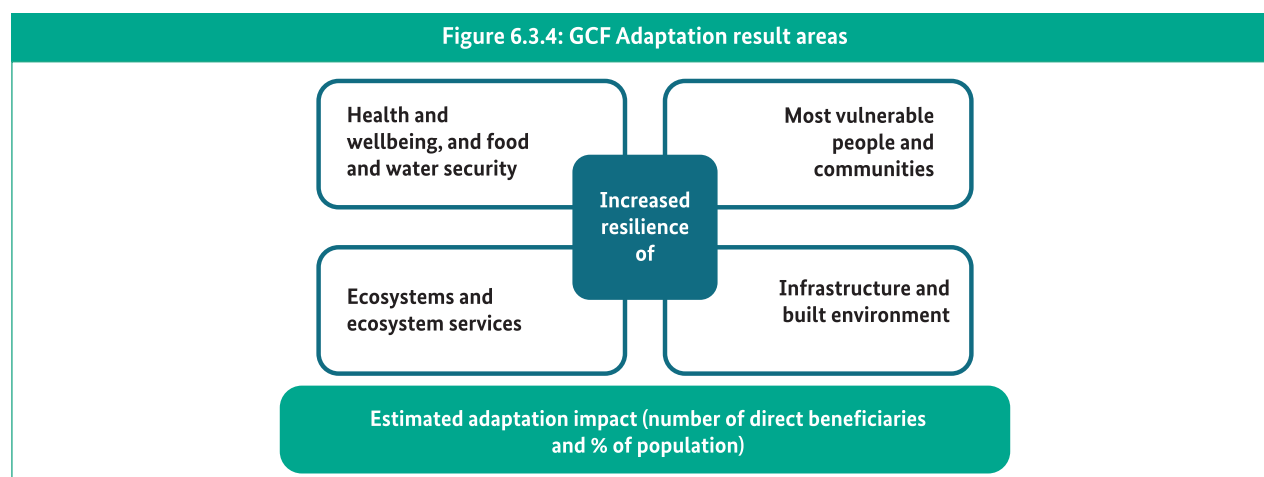 Figure 6.3.4: GCF Adaptation result areas
Health and
wellbeing, and food
and water security
Most vulnerable
people and
communities
Increased
resilience
of
Ecosystems and
ecosystem services
Infrastructure and
built environment
Estimated adaptation impact (number of direct beneficiaries
and % of population)